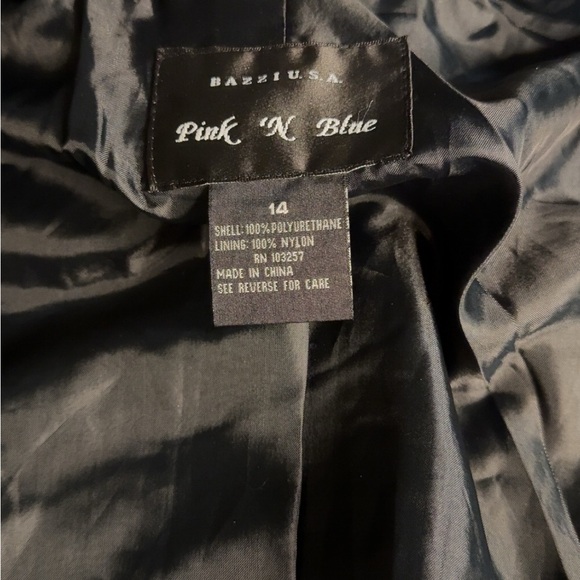 BAZZI U.S.A.
Pink 'N Blue
14
SHELL: 100% POLYURETHANE
LINING: 100% NYLON
RN 103257
MADE IN CHINA
SEE REVERSE FOR CARE